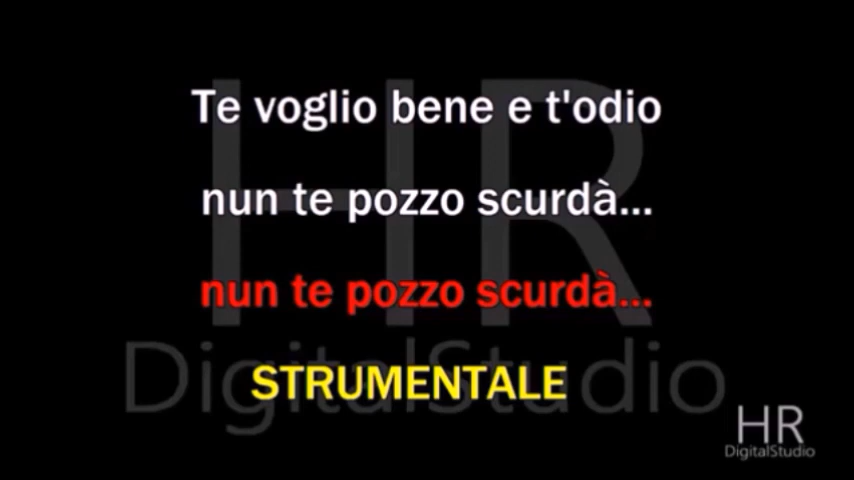 Te voglio bene e t'odio
nun te pozzo scurdà...
nun te pozzo scurdà...
STRUMENTALE
HR
DigitalStudio
HR
DigitalStudio